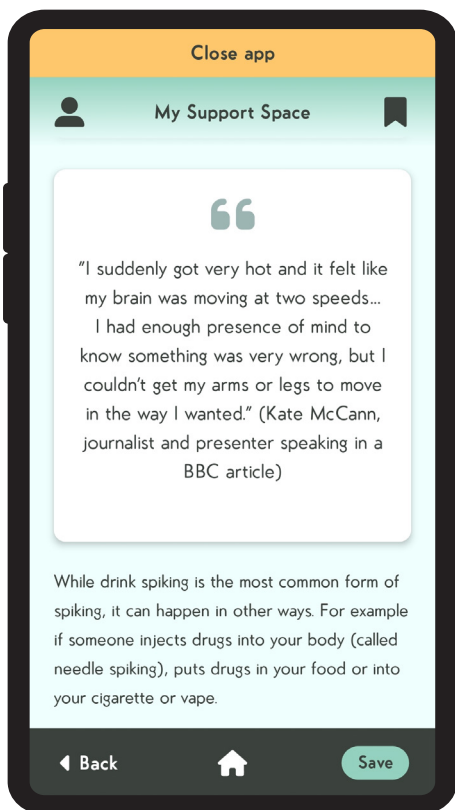 Close app
My Support Space
“I suddenly got very hot and it felt like
my brain was moving at two speeds...
I had enough presence of mind to
know something was very wrong, but I
couldn't get my arms or legs to move
in the way I wanted.” (Kate McCann,
journalist and presenter speaking in a
BBC article)
While drink spiking is the most common form of
spiking, it can happen in other ways. For example
if someone injects drugs into your body (called
needle spiking), puts drugs in your food or into
your cigarette or vape.
Back
Save